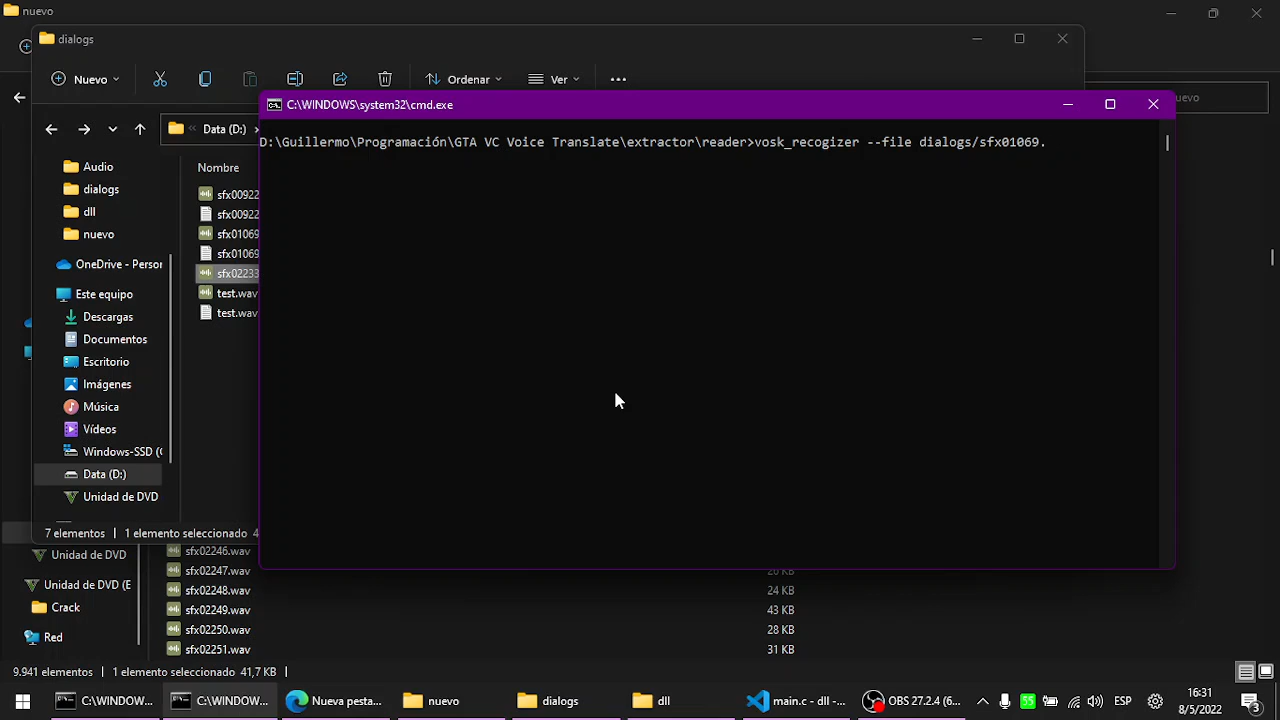 nuevo
dialogs
Nuevo
Ordenar
Ver
C:\WINDOWS\system32\cmd.exe
uevo
Data (D:)
D:\Guillermo\Programación\GTA VC Voice Translate\extractor\reader>vosk_recogizer --file dialogs/sfx01069.
Audio
dialogs
dll
nuevo
OneDrive - Person
Este equipo
Descargas
Documentos
Escritorio
Imágenes
Música
Vídeos
Windows-SSD (C
Data (D:)
Unidad de DVD
Nombre
sfx00922
sfx00922
sfx01069
sfx01069
sfx02233
test.wav
test.wav
7 elementos
1 elemento seleccionado 4
Unidad de DVD
Unidad de DVD (E
Crack
Red
sfx02246.wav
sfx02247.wav
sfx02248.wav
24 KB
sfx02249.wav
43 KB
sfx02250.wav
28 KB
sfx02251.wav
31 KB
9.941 elementos
1 elemento seleccionado 41,7 KB
C:\WINDOW...
C:\WINDOW...
Nueva pesta...
nuevo
dialogs
dll
main.c - dll -...
OBS 27.2.4 (6...
55
ESP
16:31
8/5/2022
3